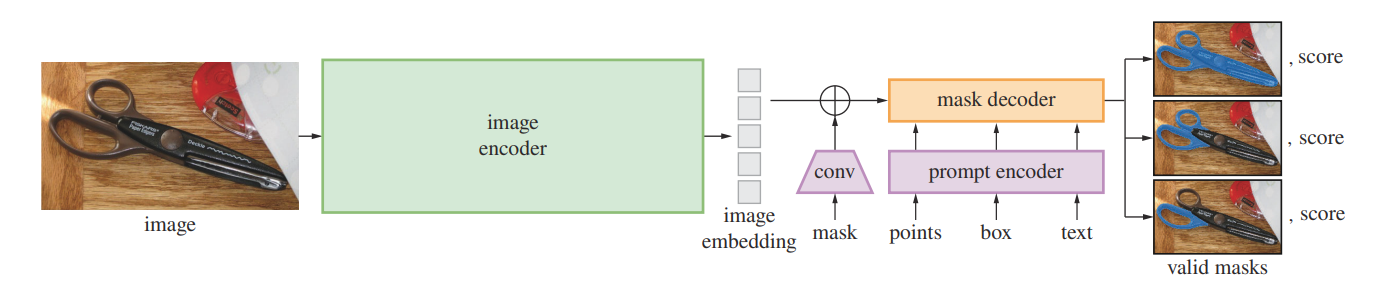 image
image
encoder
image
embedding
conv
mask
mask decoder
prompt encoder
points
box
text
, score
, score
, score
valid masks